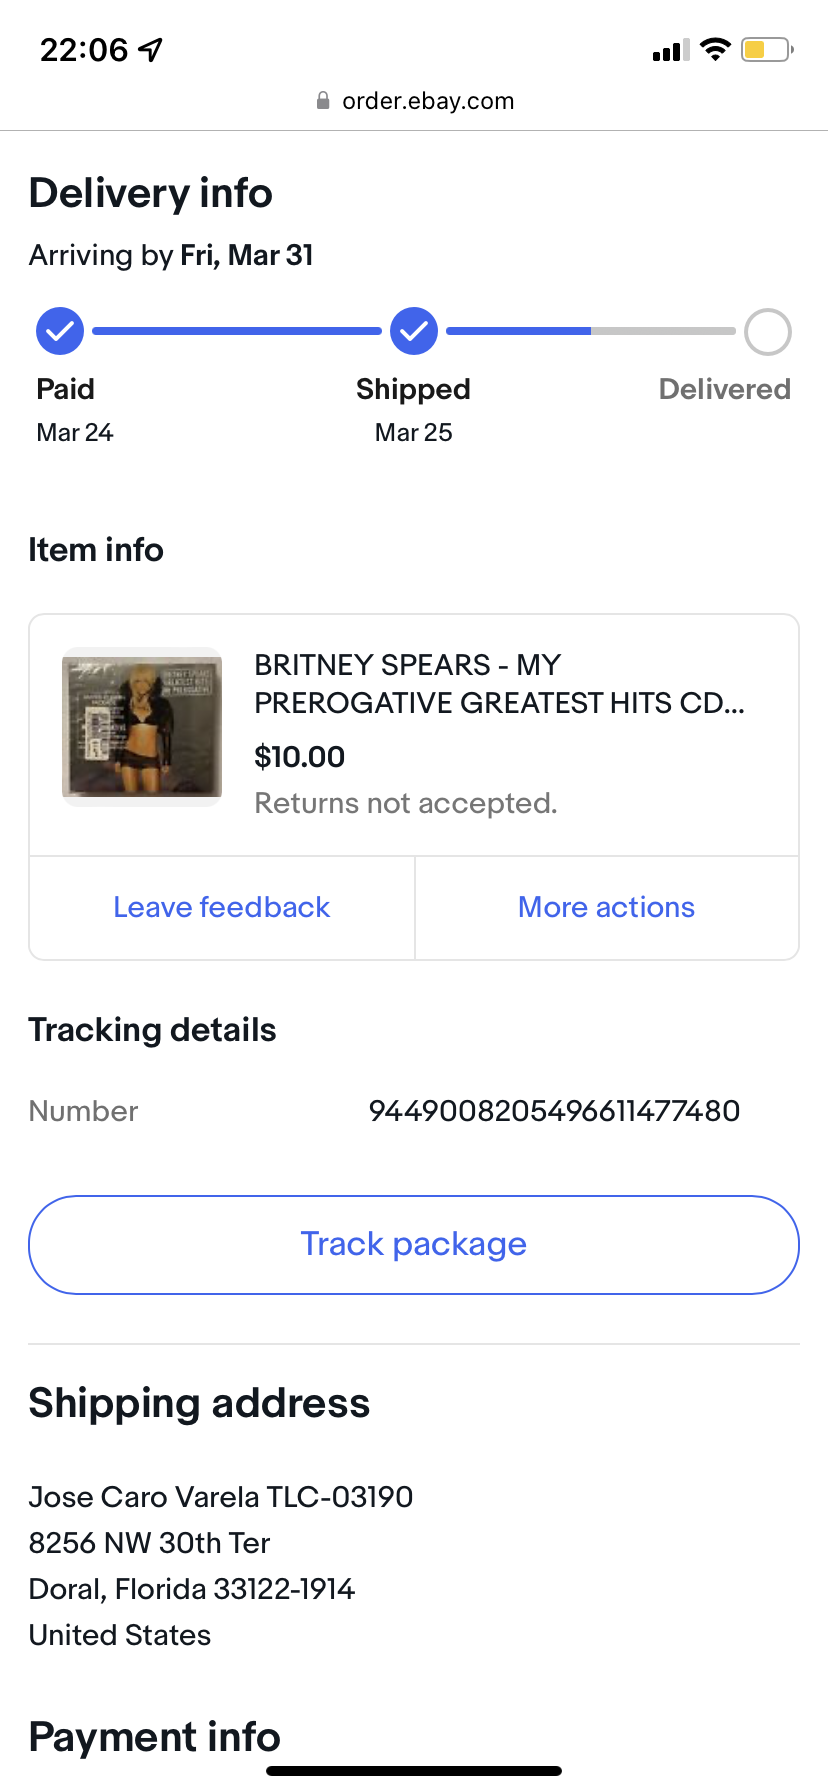 22:06
order.ebay.com
Delivery info
Arriving by Fri, Mar 31
Paid
Shipped
Delivered
Mar 24
Mar 25
Item info
BRITNEY SPEARS - MY
PREROGATIVE GREATEST HITS CD...
$10.00
Returns not accepted.
Leave feedback
More actions
Tracking details
Number
9449008205496611477480
Track package
Shipping address
Jose Caro Varela TLC-03190
8256 NW 30th Ter
Doral, Florida 33122-1914
United States
Payment info